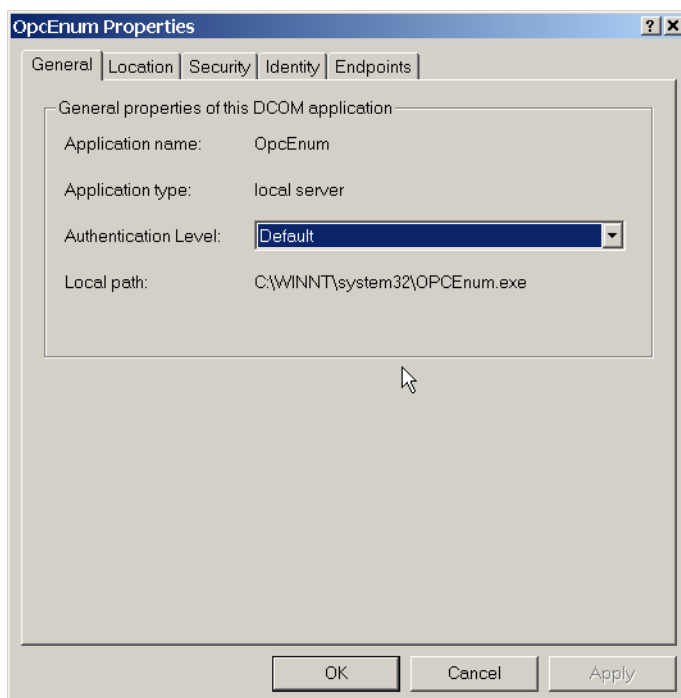 OpcEnum Properties
General Location Security Identity Endpoints
General properties of this DCOM application
Application name: OpcEnum
Application type: local server
Authentication Level: Default
Local path: C:\WINNT\system32\OPCEnum.exe
OK Cancel Apply